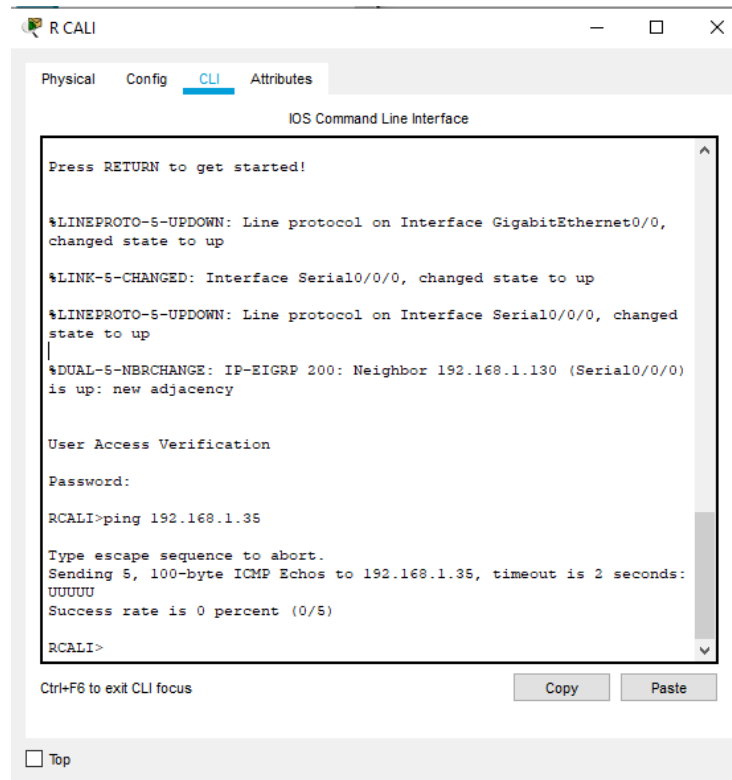 R CALI
Physical Config CLI Attributes
IOS Command Line Interface
Press RETURN to get started!
%LINEPROTO-5-UPDOWN: Line protocol on Interface GigabitEthernet0/0,
changed state to up
%LINK-5-CHANGED: Interface Serial0/0/0, changed state to up
%LINEPROTO-5-UPDOWN: Line protocol on Interface Serial0/0/0, changed
state to up
%DUAL-5-NBRCHANGE: IP-EIGRP 200: Neighbor 192.168.1.130 (Serial0/0/0)
is up: new adjacency
User Access Verification
Password:
RCALI>ping 192.168.1.35
Type escape sequence to abort.
Sending 5, 100-byte ICMP Echos to 192.168.1.35, timeout is 2 seconds:
UUUUU
Success rate is 0 percent (0/5)
RCALI>
Ctrl+F6 to exit CLI focus
Copy Paste
Top